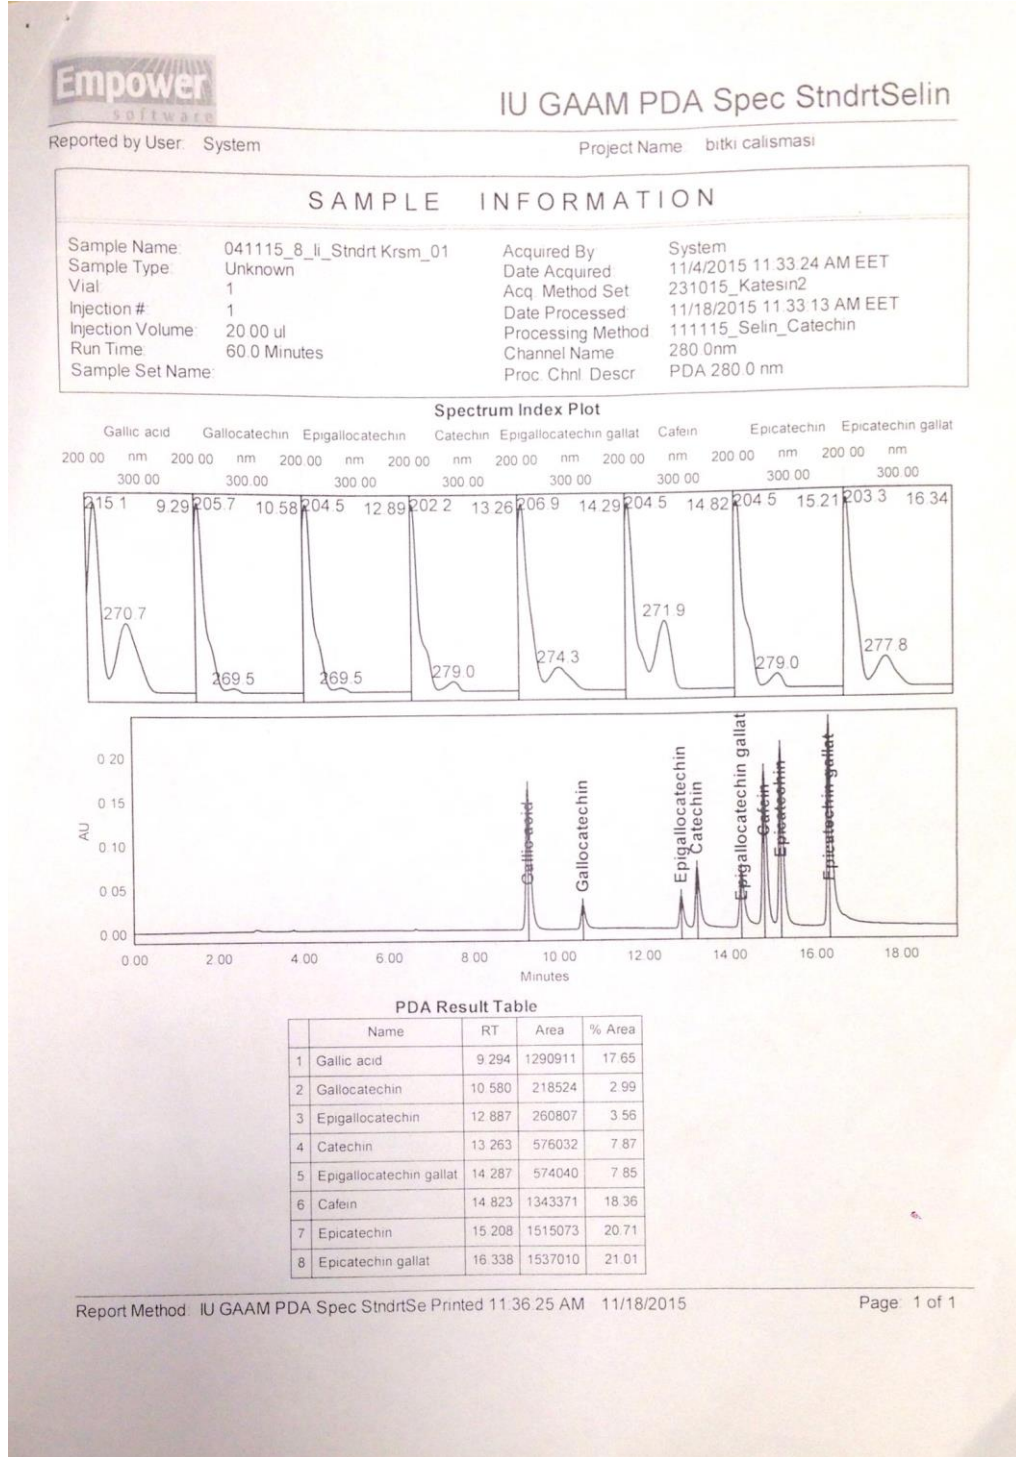 Empower
software
IU GAAM PDA Spec StndrtSelin
Reported by User: System
Project Name bitki calismasi
SAMPLE INFORMATION
Sample Name: 041115_8_li_Stndrt Krsm_01
Sample Type: Unknown
Vial: 1
Injection #: 1
Injection Volume: 20.00 ul
Run Time: 60.0 Minutes
Sample Set Name:
Acquired By System
Date Acquired 11/4/2015 11:33:24 AM EET
Acq. Method Set 231015_Katesin2
Date Processed: 11/18/2015 11:33:13 AM EET
Processing Method 111115_Selin_Catechin
Channel Name: 280.0nm
Proc. Chnl. Descr. PDA 280.0 nm
Spectrum Index Plot
Gallic acid Gallocatechin Epigallocatechin Catechin Epigallocatechin gallat Cafein Epicatechin Epicatechin gallat
200.00 nm 200.00 nm 200.00 nm 200.00 nm 200.00 nm 200.00 nm 200.00 nm 200.00 nm
300.00 300.00 300.00 300.00 300.00 300.00 300.00 300.00
215.1 9.29 205.7 10.58 204.5 12.89 202.2 13.26 206.9 14.29 204.5 14.82 204.5 15.21 203.3 16.34
270.7 269.5 269.5 279.0 274.3 271.9 279.0 277.8
AU
0.20
0.15
0.10
0.05
0.00
Gallic acid
Gallocatechin
Epigallocatechin
Catechin
Epigallocatechin gallat
Cafein
Epicatechin
Epicatechin gallat
0.00 2.00 4.00 6.00 8.00 10.00 12.00 14.00 16.00 18.00
Minutes
PDA Result Table
Name RT Area % Area
1 Gallic acid 9.294 1290911 17.65
2 Gallocatechin 10.580 218524 2.99
3 Epigallocatechin 12.887 260807 3.56
4 Catechin 13.263 576032 7.87
5 Epigallocatechin gallat 14.287 574040 7.85
6 Cafein 14.823 1343371 18.36
7 Epicatechin 15.208 1515073 20.71
8 Epicatechin gallat 16.338 1537010 21.01
Report Method: IU GAAM PDA Spec StndrtSe Printed 11:36:25 AM 11/18/2015
Page: 1 of 1